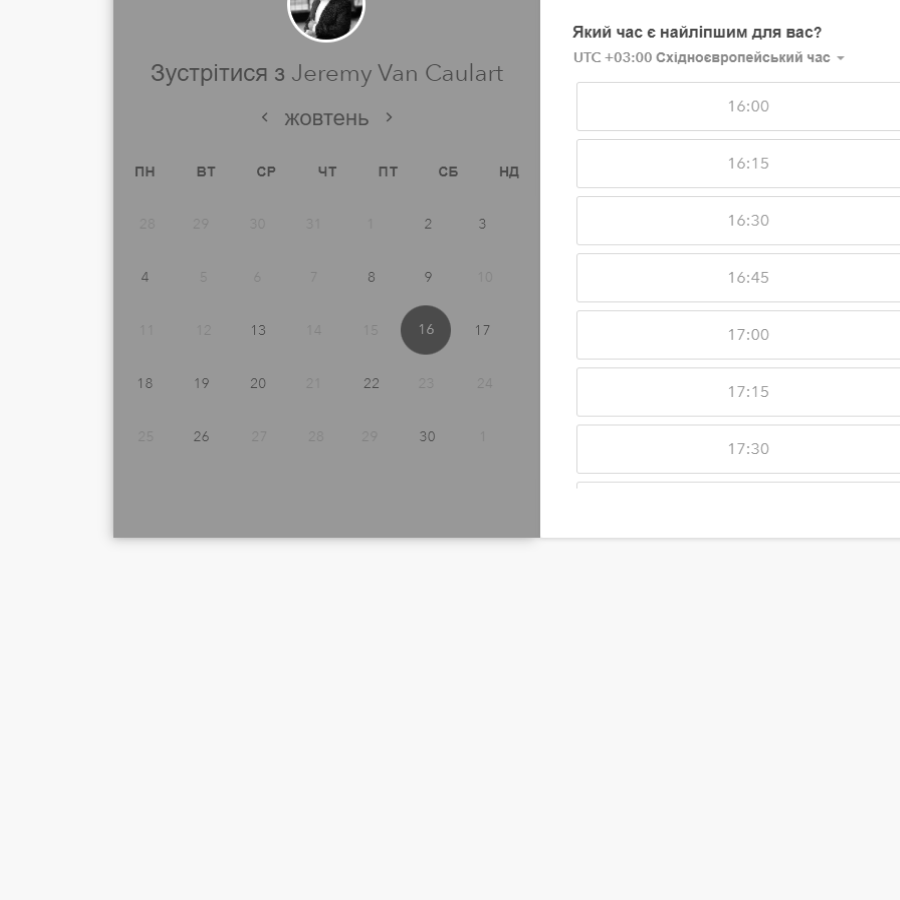 Зустрітися з Jeremy Van Caulart
жовтень
ПН ВТ СР ЧТ ПТ СБ НД
28 29 30 31 1 2 3
4 5 6 7 8 9 10
11 12 13 14 15 16 17
18 19 20 21 22 23 24
25 26 27 28 29 30 1
Який час є найліпшим для вас?
UTC +03:00 Східноєвропейський час
16:00
16:15
16:30
16:45
17:00
17:15
17:30